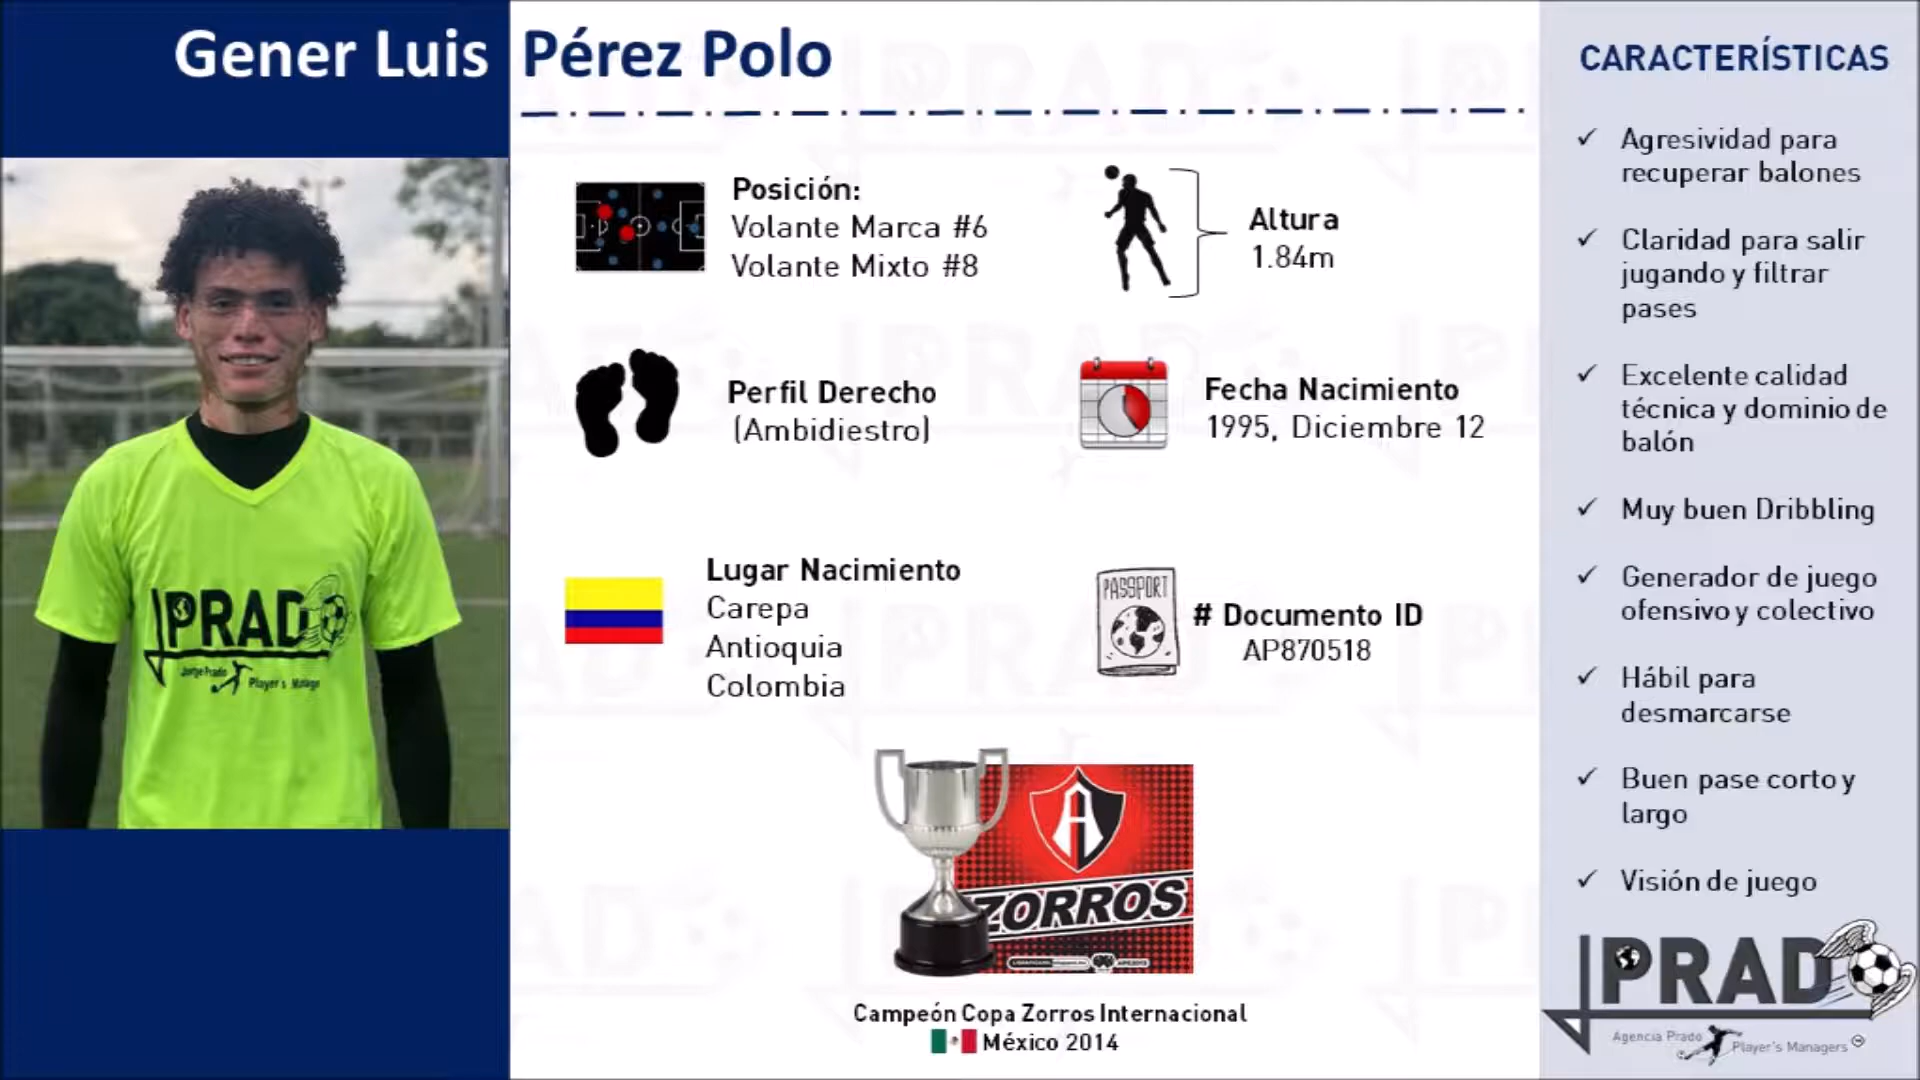 Gener Luis Pérez Polo
Posición:
Volante Marca #6
Volante Mixto #8
Altura
1.84m
Perfil Derecho
(Ambidiestro)
Fecha Nacimiento
1995, Diciembre 12
Lugar Nacimiento
Carepa
Antioquia
Colombia
PASSPORT
# Documento ID
AP870518
A
ZORROS
Campeón Copa Zorros Internacional
México 2014
PRADO
Jorge Prado
Player's Manager
CARACTERÍSTICAS
✓ Agresividad para
recuperar balones
✓ Claridad para salir
jugando y filtrar
pases
✓ Excelente calidad
técnica y dominio de
balón
✓ Muy buen Dribbling
✓ Generador de juego
ofensivo y colectivo
✓ Hábil para
desmarcarse
✓ Buen pase corto y
largo
✓ Visión de juego
PRADO
Agencia Prado
Player's Managers